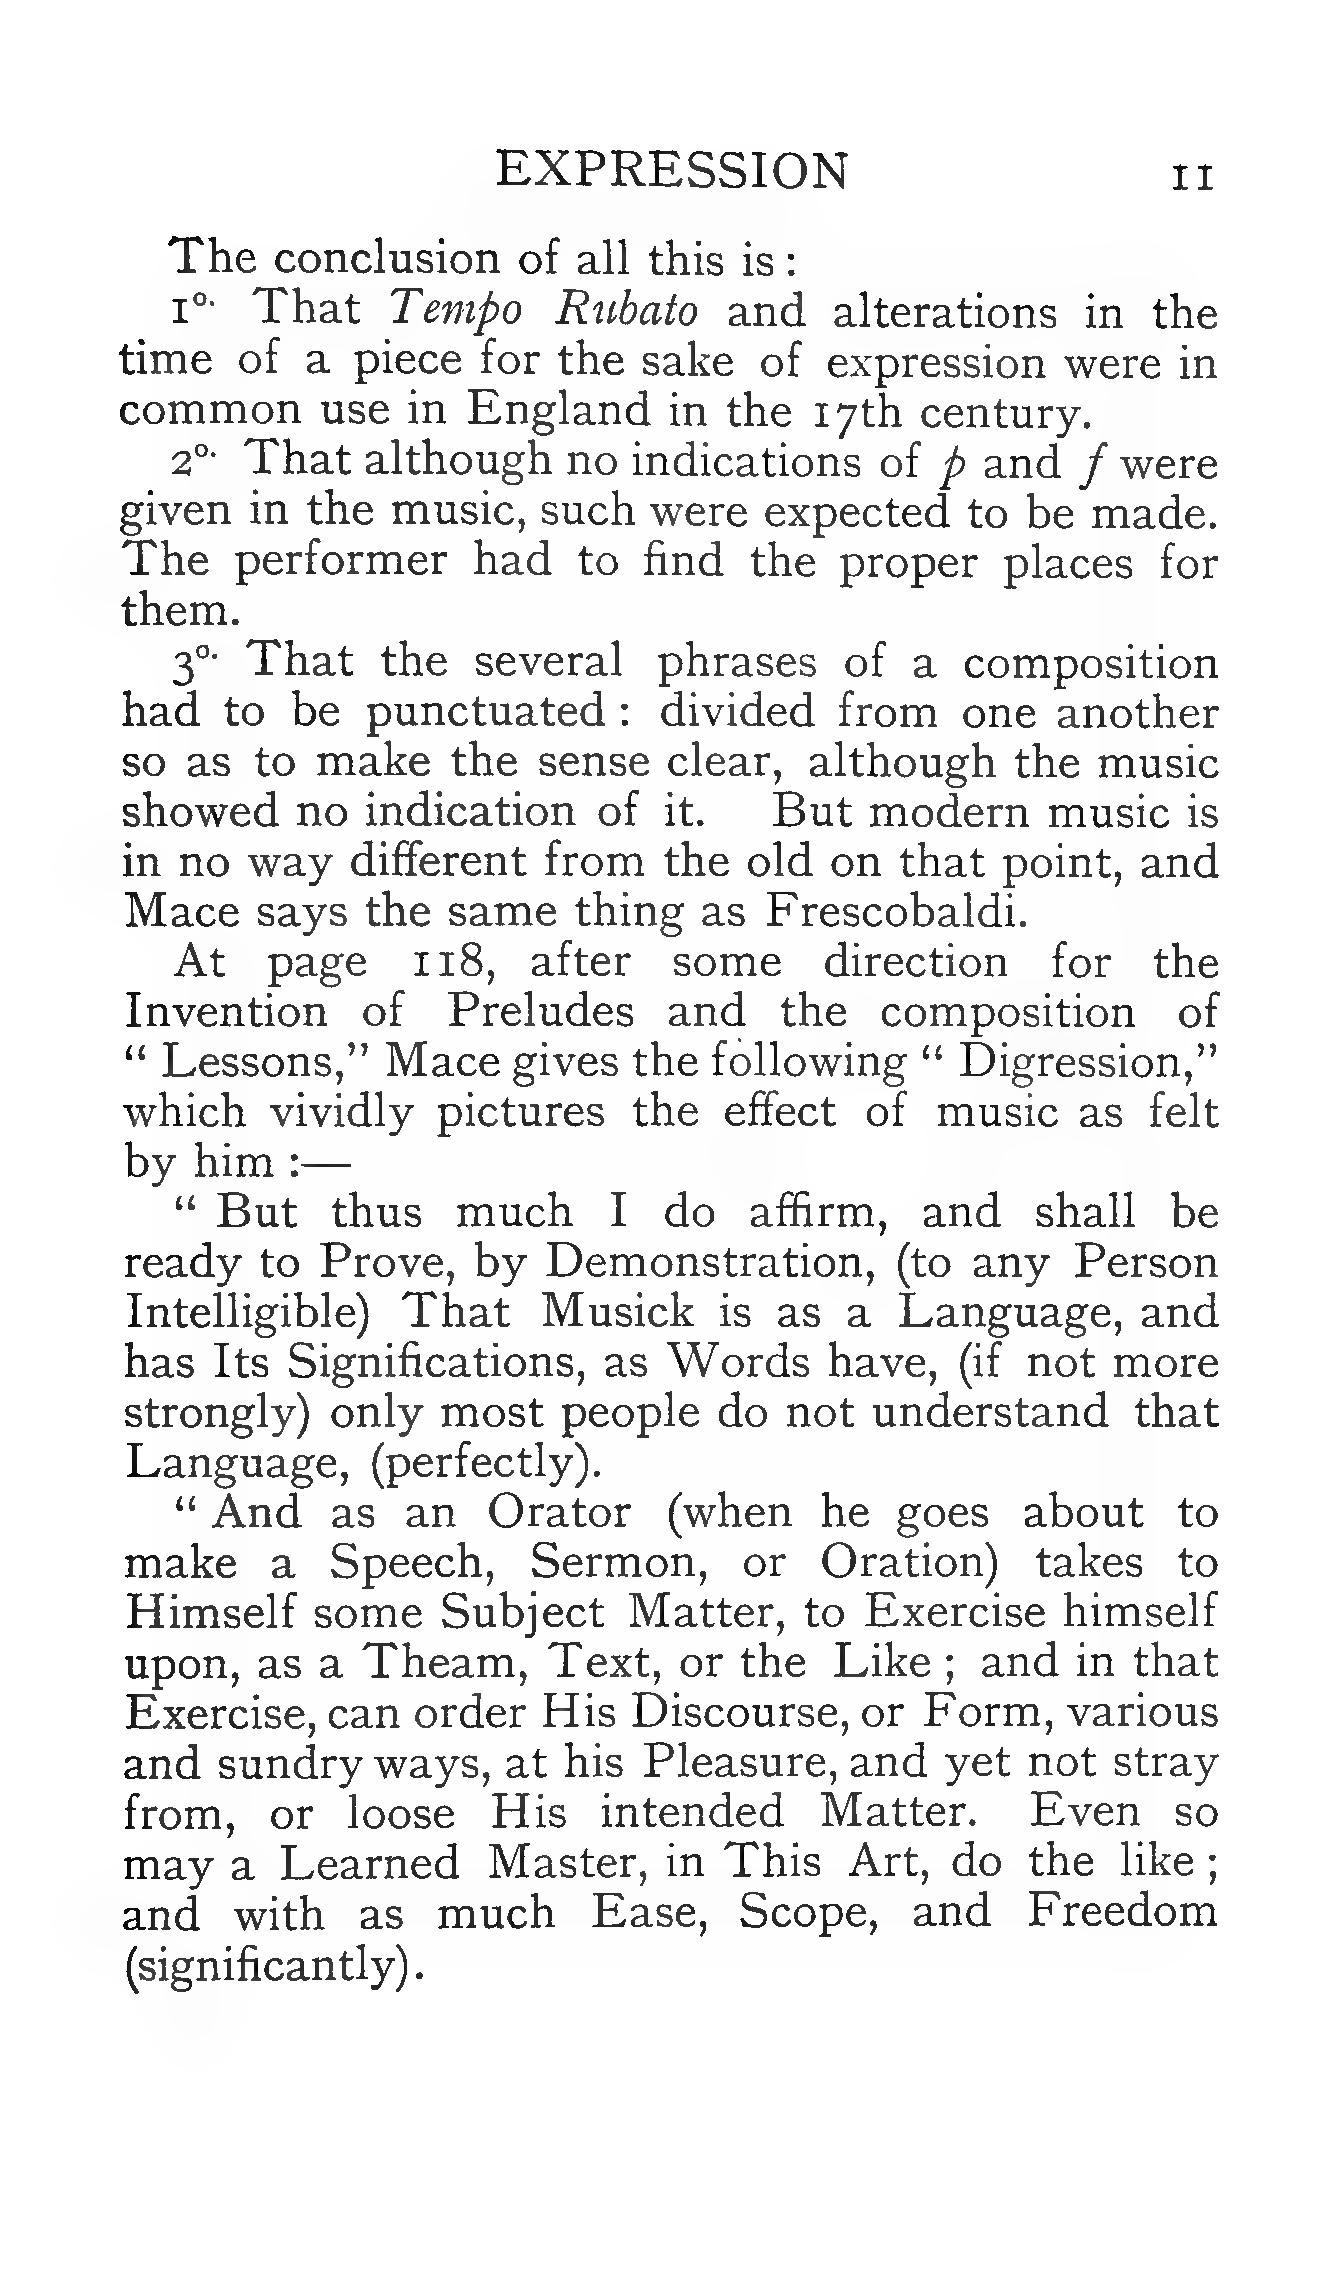 EXPRESSION 11
The conclusion of all this is :
1º. That Tempo Rubato and alterations in the
time of a piece for the sake of expression were in
common use in England in the 17th century.
2º. That although no indications of p and f were
given in the music, such were expected to be made.
The performer had to find the proper places for
them.
3º. That the several phrases of a composition
had to be punctuated : divided from one another
so as to make the sense clear, although the music
showed no indication of it. But modern music is
in no way different from the old on that point, and
Mace says the same thing as Frescobaldi.
At page 118, after some direction for the
Invention of Preludes and the composition of
“ Lessons,” Mace gives the following “ Digression,”
which vividly pictures the effect of music as felt
by him :—
“ But thus much I do affirm, and shall be
ready to Prove, by Demonstration, (to any Person
Intelligible) That Musick is as a Language, and
has Its Significations, as Words have, (if not more
strongly) only most people do not understand that
Language, (perfectly).
“ And as an Orator (when he goes about to
make a Speech, Sermon, or Oration) takes to
Himself some Subject Matter, to Exercise himself
upon, as a Theam, Text, or the Like ; and in that
Exercise, can order His Discourse, or Form, various
and sundry ways, at his Pleasure, and yet not stray
from, or loose His intended Matter. Even so
may a Learned Master, in This Art, do the like ;
and with as much Ease, Scope, and Freedom
(significantly).